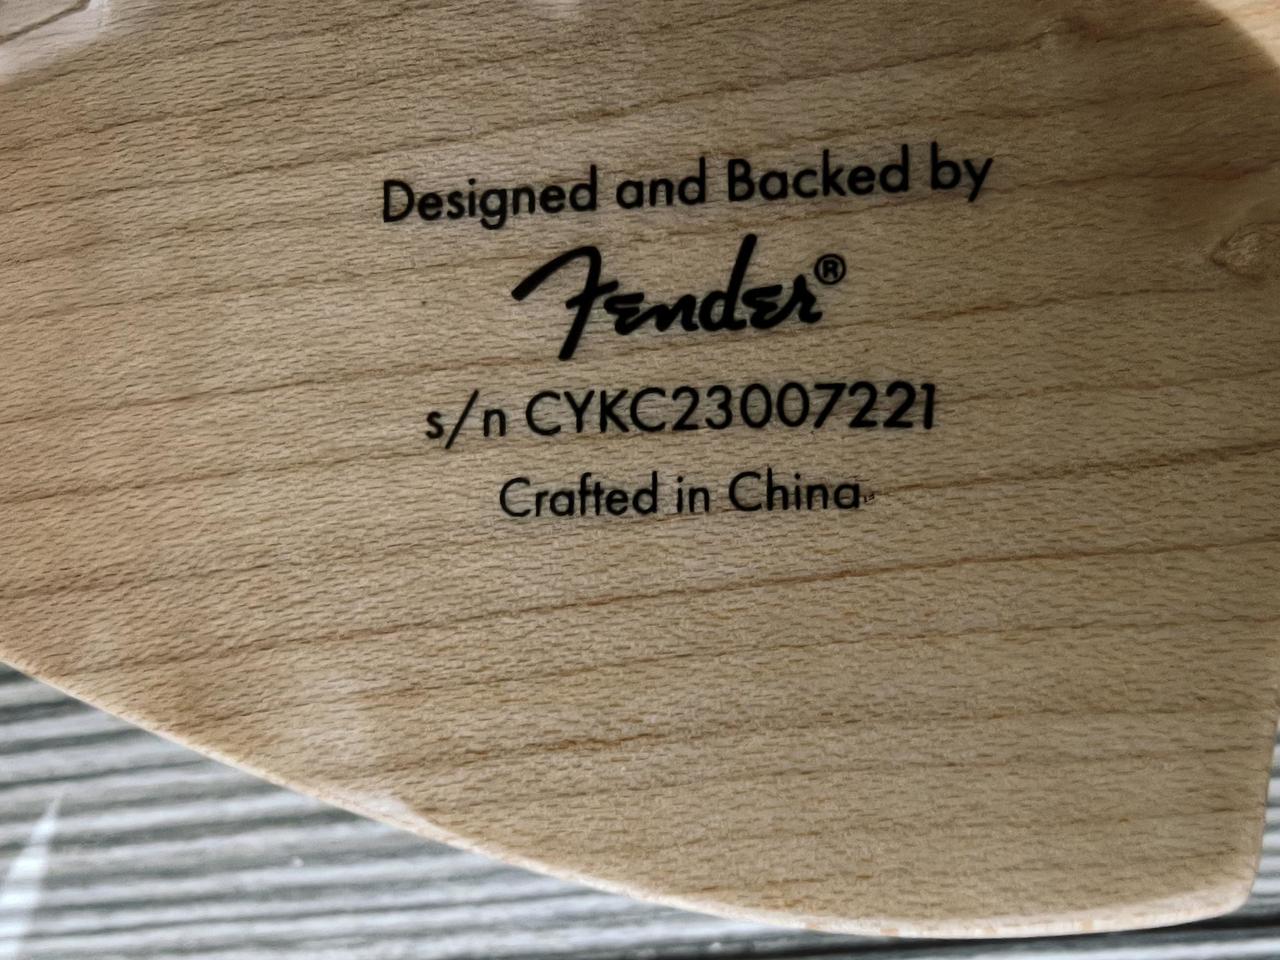 Designed and Backed by
Fender®
s/n CYKC23007221
Crafted in China